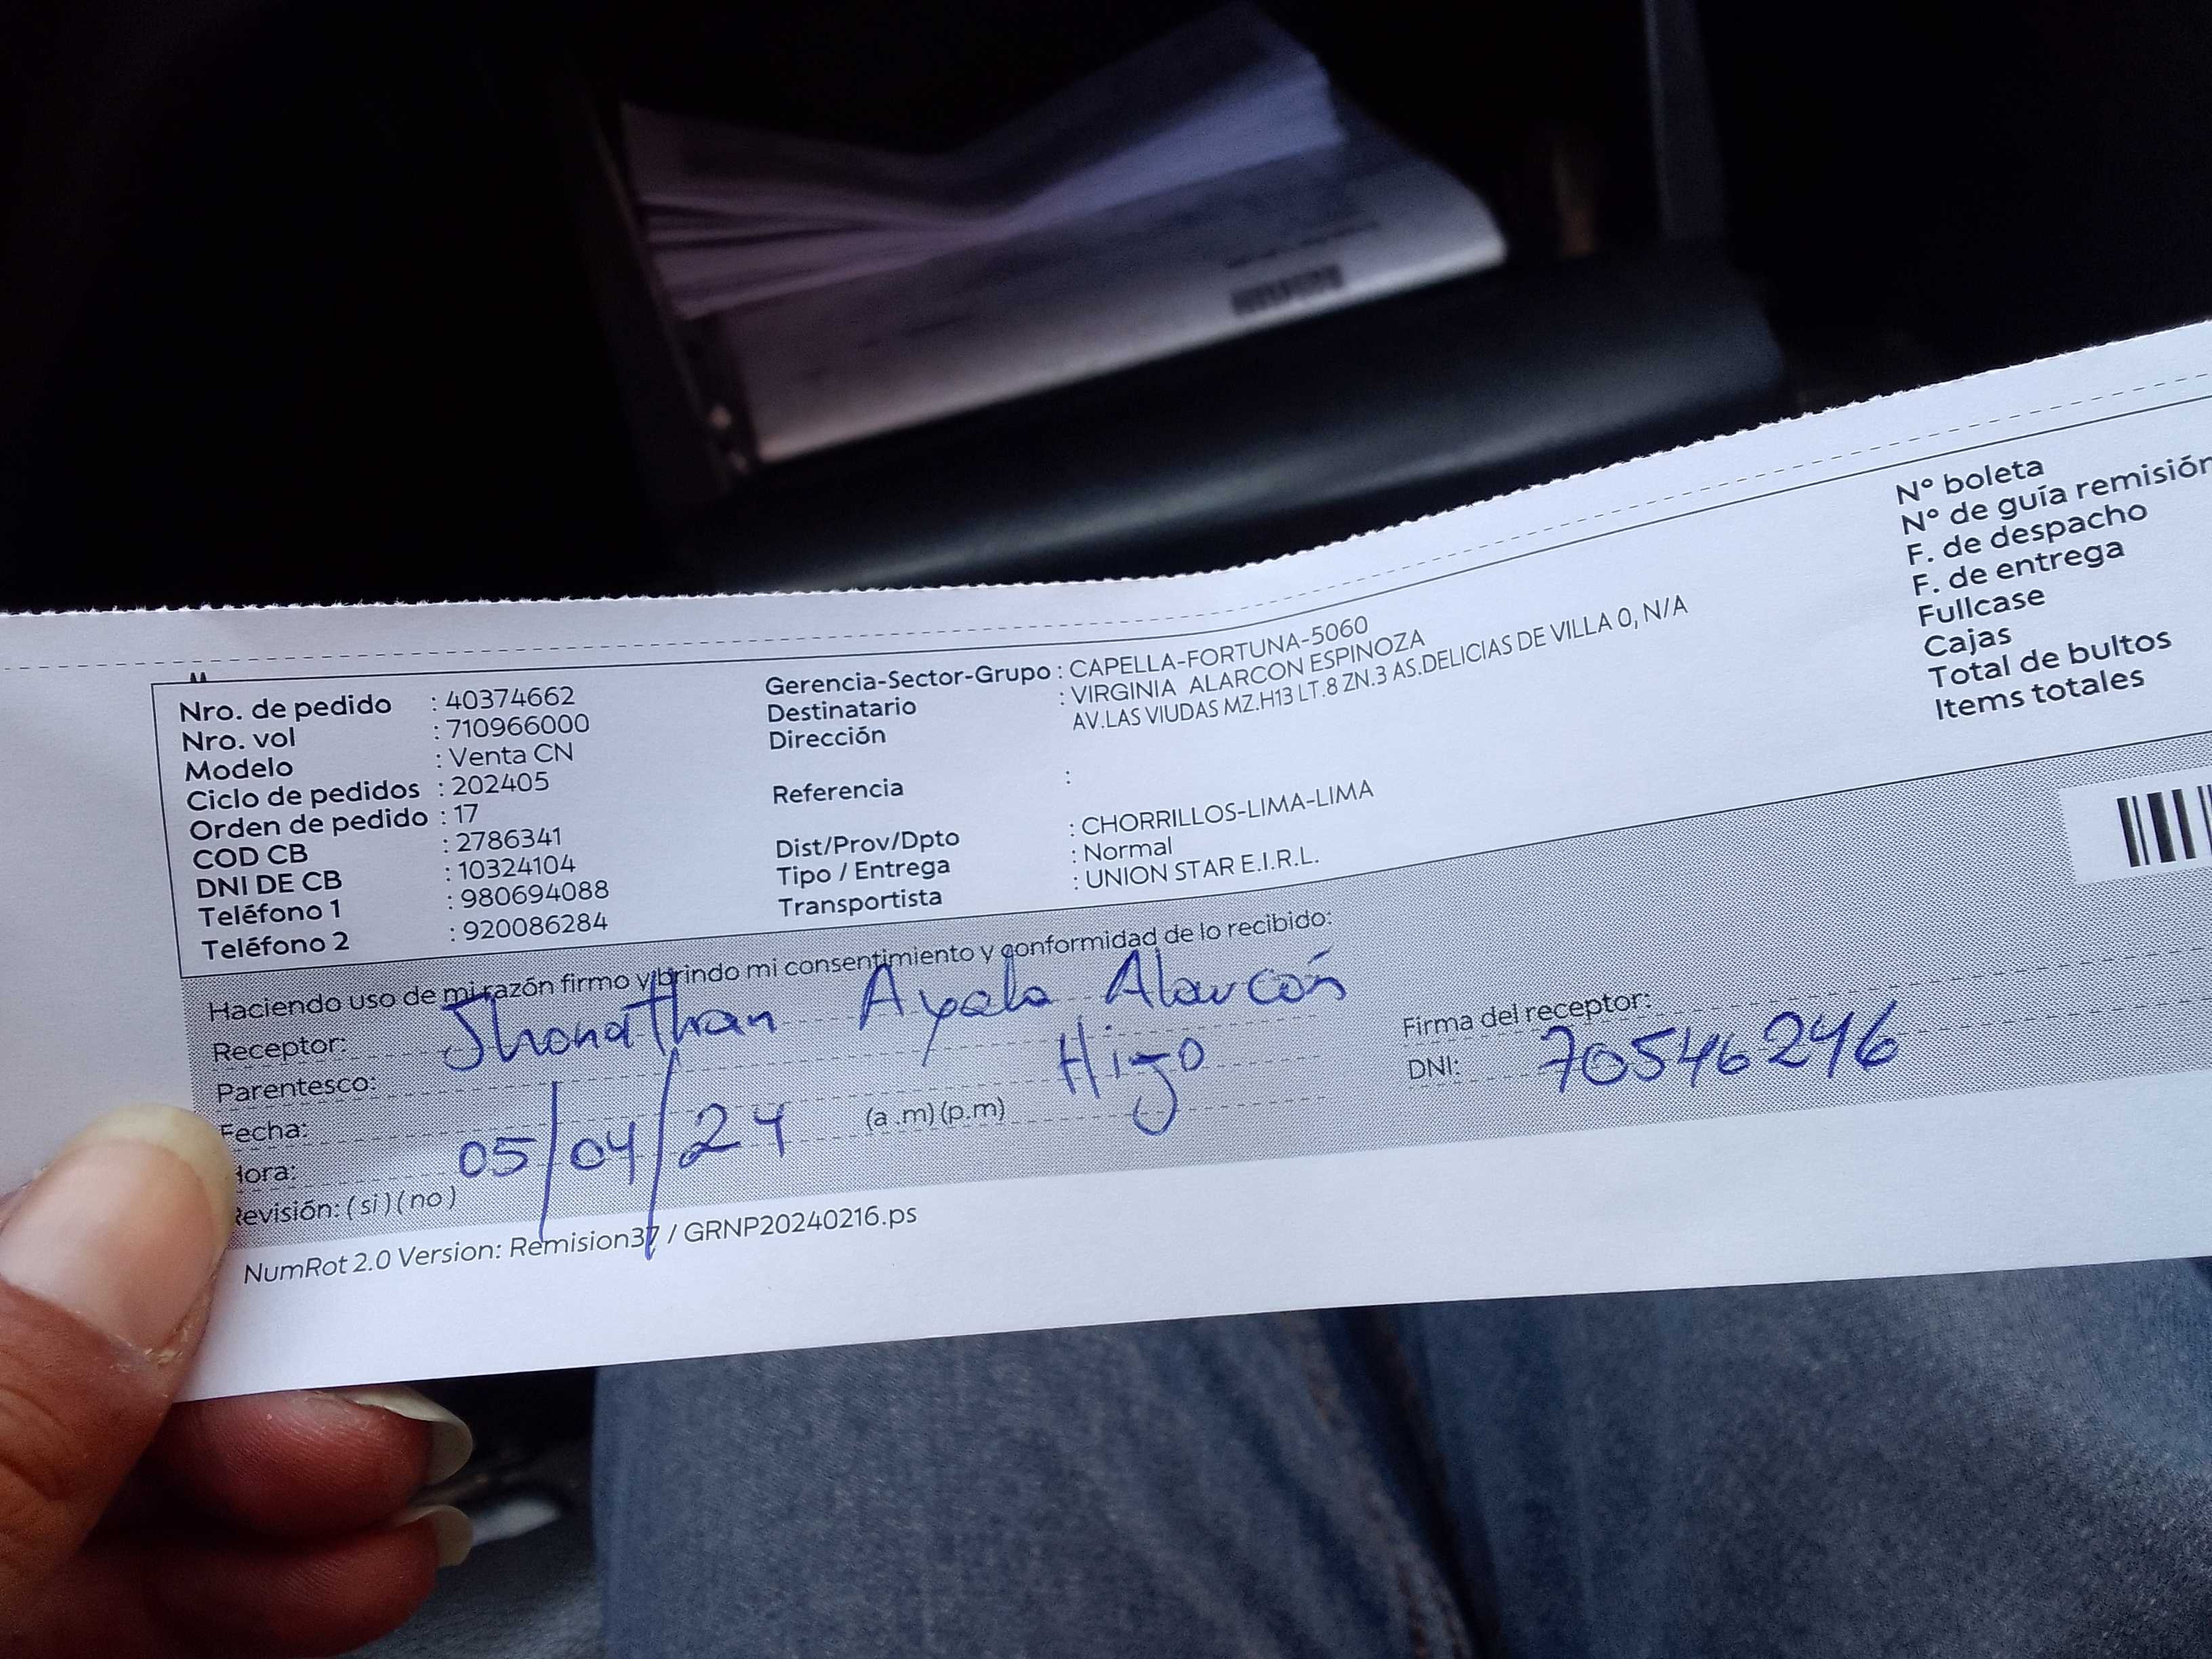 Nro. de pedido : 40374662
Nro. vol : 710966000
Modelo : Venta CN
Ciclo de pedidos : 202405
Orden de pedido : 17
COD CB : 2786341
DNI DE CB : 10324104
Teléfono 1 : 980694088
Teléfono 2 : 920086284
Gerencia-Sector-Grupo : CAPELLA-FORTUNA-5060
Destinatario : VIRGINIA ALARCON ESPINOZA
Dirección AV.LAS VIUDAS MZ.H13 LT.8 ZN.3 AS.DELICIAS DE VILLA 0, N/A
Referencia :
Dist/Prov/Dpto : CHORRILLOS-LIMA-LIMA
Tipo / Entrega : Normal
Transportista : UNION STAR E.I.R.L.
Nº boleta
Nº de guía remisión
F. de despacho
F. de entrega
Fullcase
Cajas
Total de bultos
Items totales
Haciendo uso de mi razón firmo y brindo mi consentimiento y conformidad de lo recibido:
Receptor: Jhonathan Ayala Alarcón
Parentesco: Hijo
Fecha: 05/04/24
Hora: (a .m) (p.m)
Revisión: ( si ) ( no )
Firma del receptor:
DNI: 70546246
NumRot 2.0 Version: Remision37 / GRNP20240216.ps